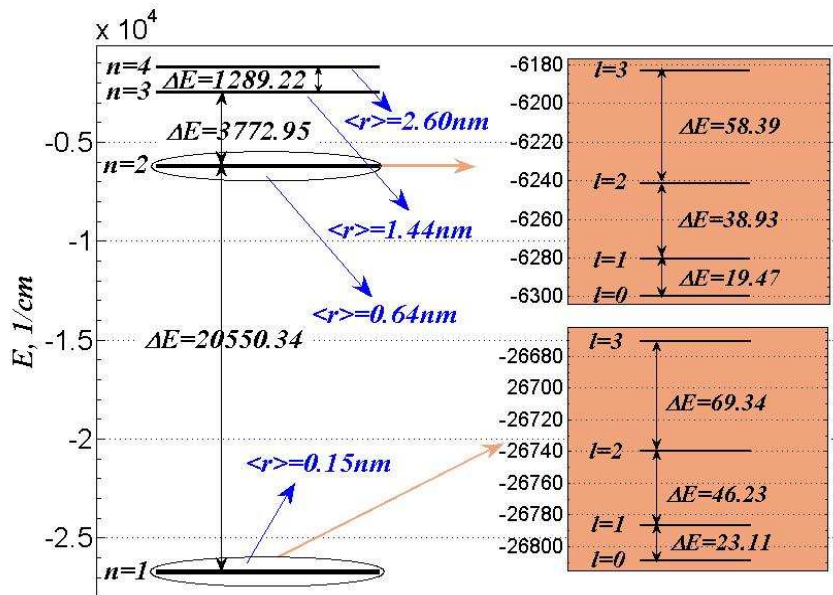 x 10⁴
n=4
ΔE=1289.22
n=3
ΔE=3772.95
<r>=2.60nm
-0.5
n=2
<r>=1.44nm
-1
<r>=0.64nm
E, 1/cm
-1.5
ΔE=20550.34
-2
<r>=0.15nm
-2.5
n=1
-6180
l=3
-6200
ΔE=58.39
-6220
-6240
l=2
-6260
ΔE=38.93
-6280
l=1
ΔE=19.47
-6300
l=0
l=3
-26680
-26700
ΔE=69.34
-26720
-26740
l=2
-26760
ΔE=46.23
-26780
l=1
ΔE=23.11
-26800
l=0